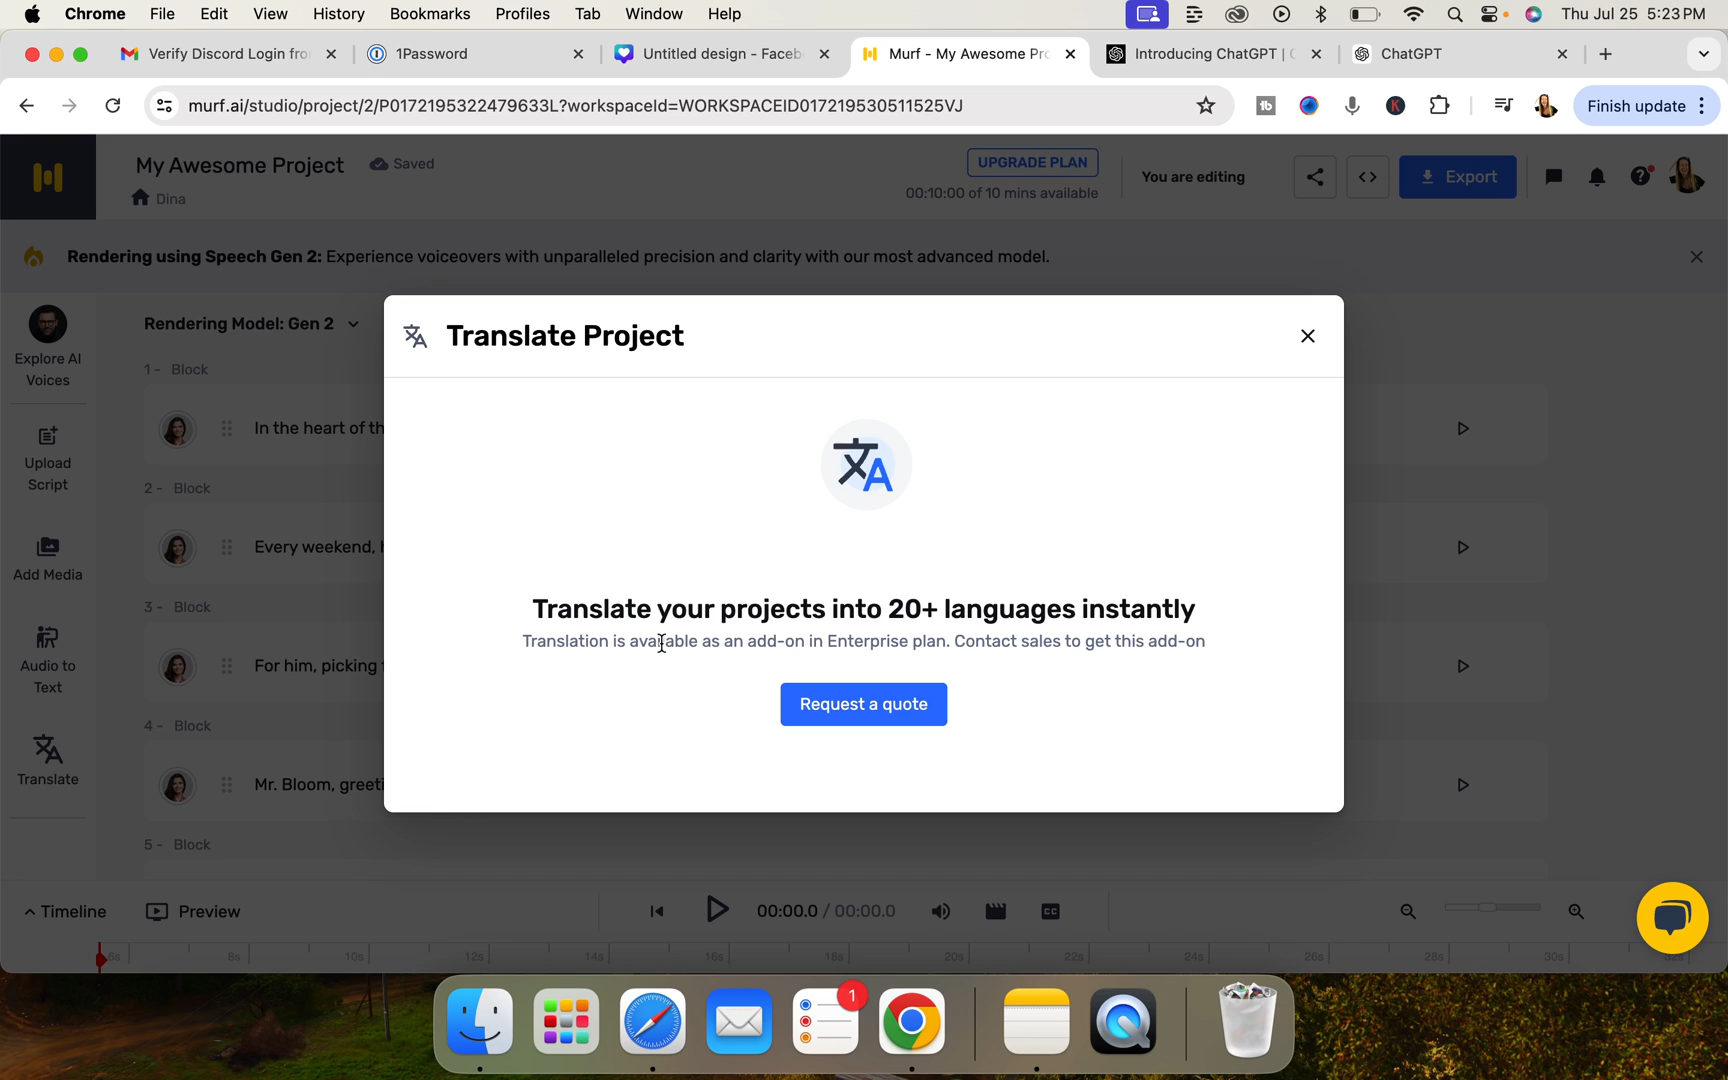 Chrome File Edit View History Bookmarks Profiles Tab Window Help Thu Jul 25 5:23 PM
Verify Discord Login fro 1Password Untitled design - Faceb Murf - My Awesome Pro Introducing ChatGPT | ChatGPT
murf.ai/studio/project/2/P0172195322479633L?workspaceId=WORKSPACEID017219530511525VJ Finish update
My Awesome Project Saved
Dina
UPGRADE PLAN
00:10:00 of 10 mins available
You are editing
Export
Rendering using Speech Gen 2: Experience voiceovers with unparalleled precision and clarity with our most advanced model.
Explore AI
Voices
Upload
Script
Add Media
Audio to
Text
Translate
Rendering Model: Gen 2
1 - Block
In the heart of th
2 - Block
Every weekend,
3 - Block
For him, picking
4 - Block
Mr. Bloom, greeti
5 - Block
Translate Project
Translate your projects into 20+ languages instantly
Translation is available as an add-on in Enterprise plan. Contact sales to get this add-on
Request a quote
Timeline Preview 00:00.0 / 00:00.0
6s 8s 10s 12s 14s 16s 18s 20s 22s 24s 26s 28s 30s
1